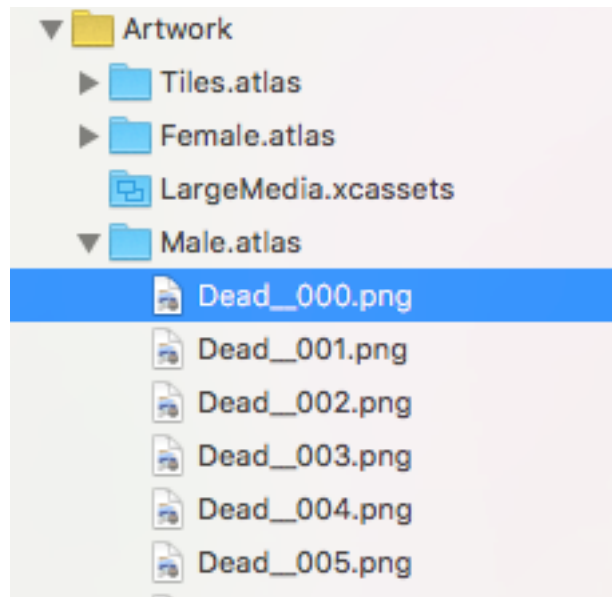 Artwork
Tiles.atlas
Female.atlas
LargeMedia.xcassets
Male.atlas
Dead__000.png
Dead__001.png
Dead__002.png
Dead__003.png
Dead__004.png
Dead__005.png